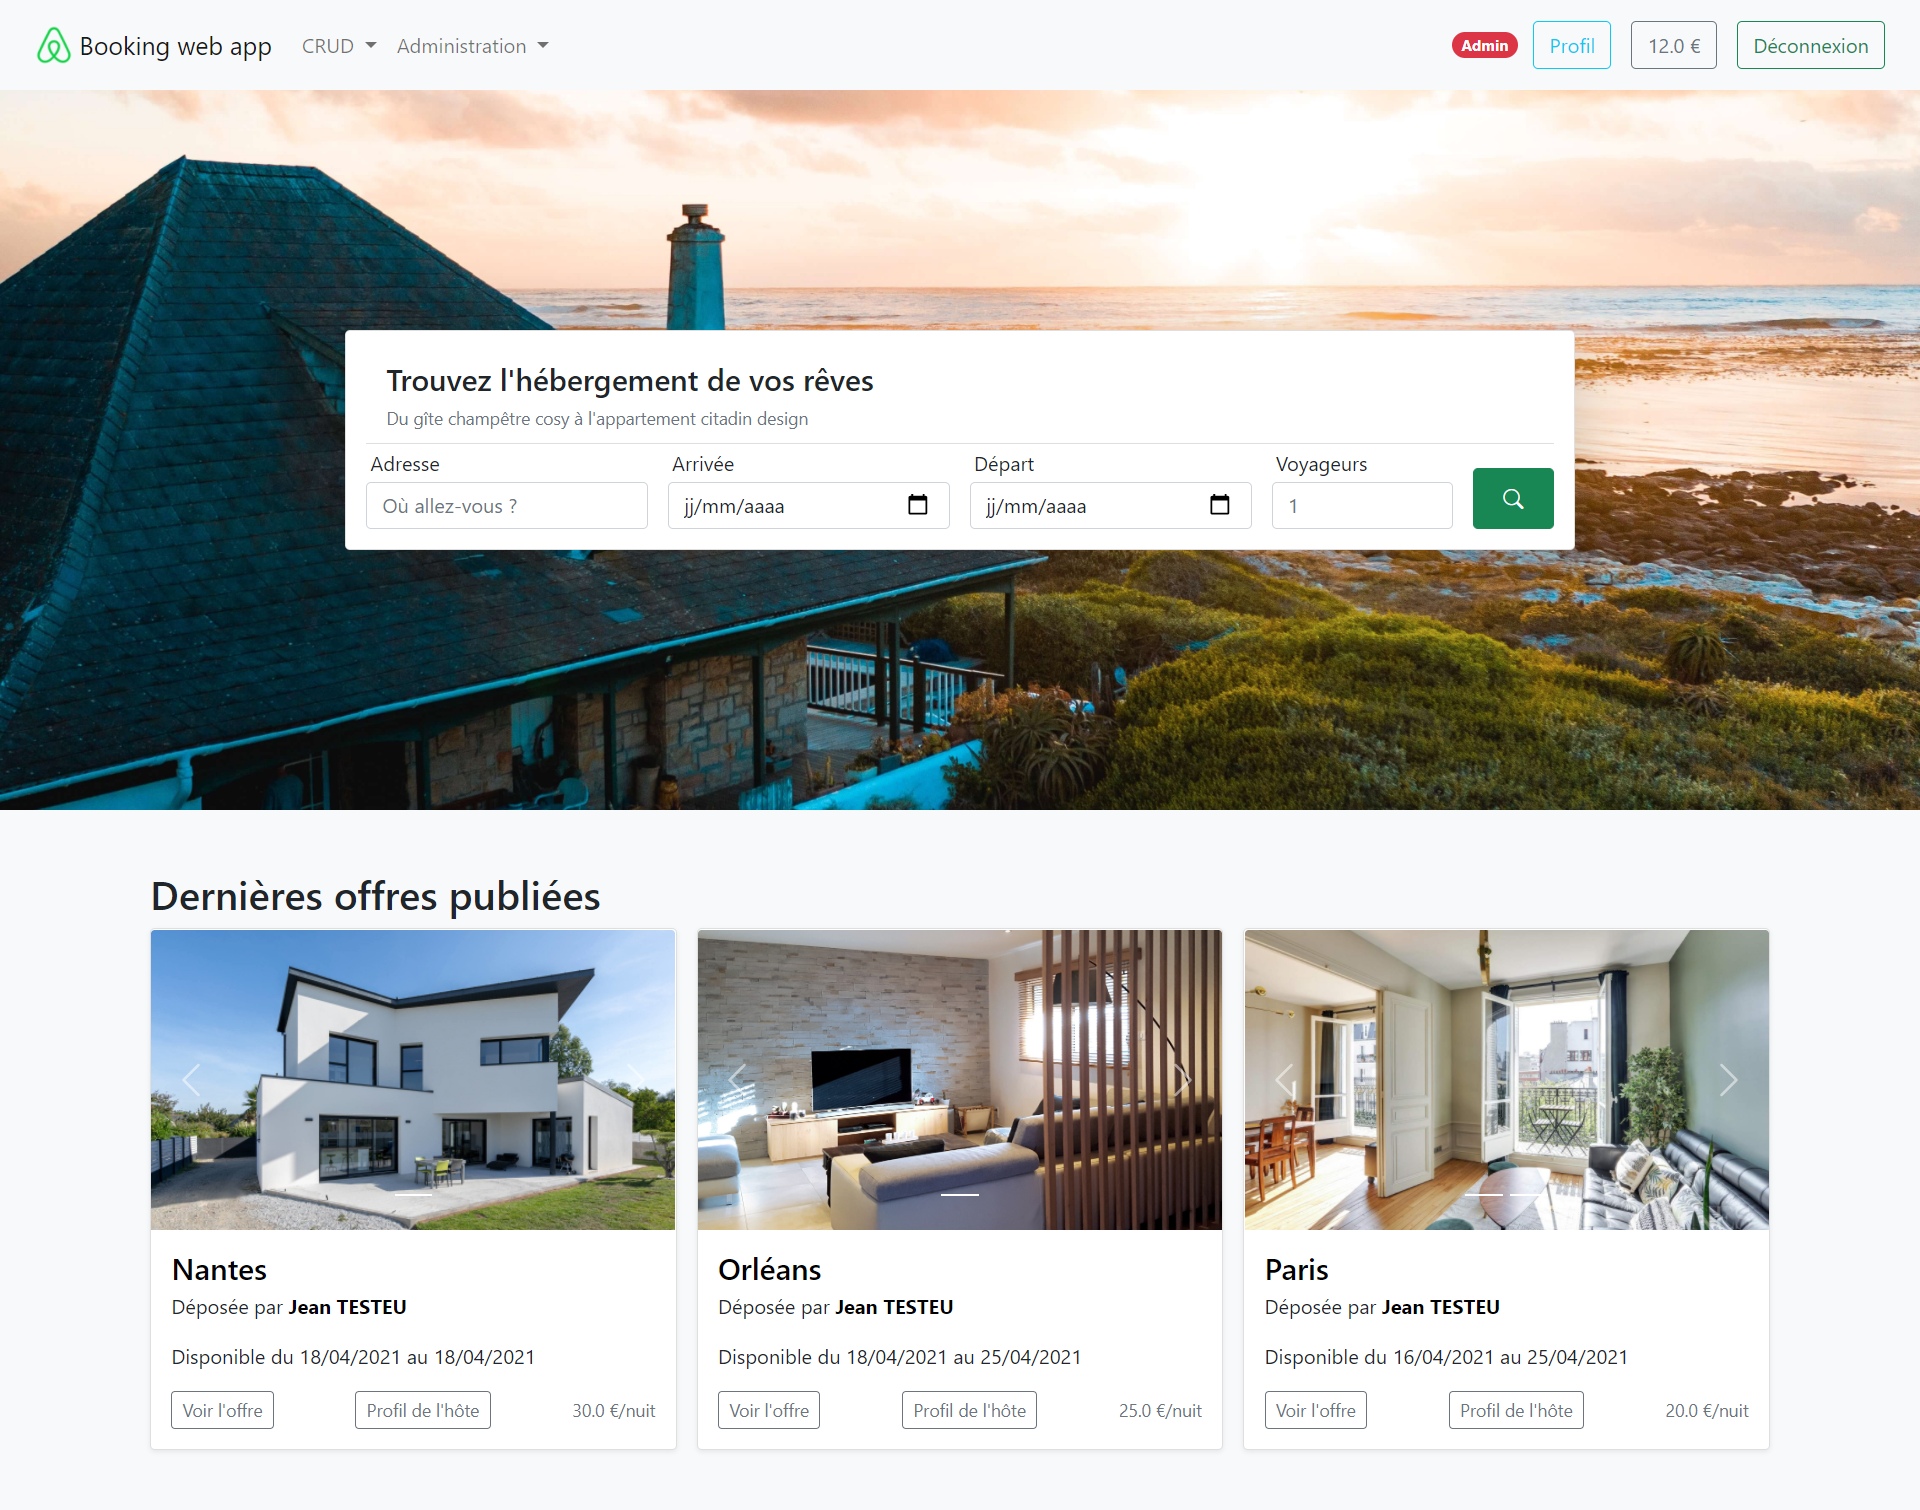 Booking web app CRUD Administration Admin Profil 12.0 € Déconnexion
Trouvez l'hébergement de vos rêves
Du gîte champêtre cosy à l'appartement citadin design
Adresse Arrivée Départ Voyageurs
Où allez-vous ? jj/mm/aaaa jj/mm/aaaa 1
Dernières offres publiées
Nantes
Déposée par Jean TESTEU
Disponible du 18/04/2021 au 18/04/2021
Voir l'offre Profil de l'hôte 30.0 €/nuit
Orléans
Déposée par Jean TESTEU
Disponible du 18/04/2021 au 25/04/2021
Voir l'offre Profil de l'hôte 25.0 €/nuit
Paris
Déposée par Jean TESTEU
Disponible du 16/04/2021 au 25/04/2021
Voir l'offre Profil de l'hôte 20.0 €/nuit